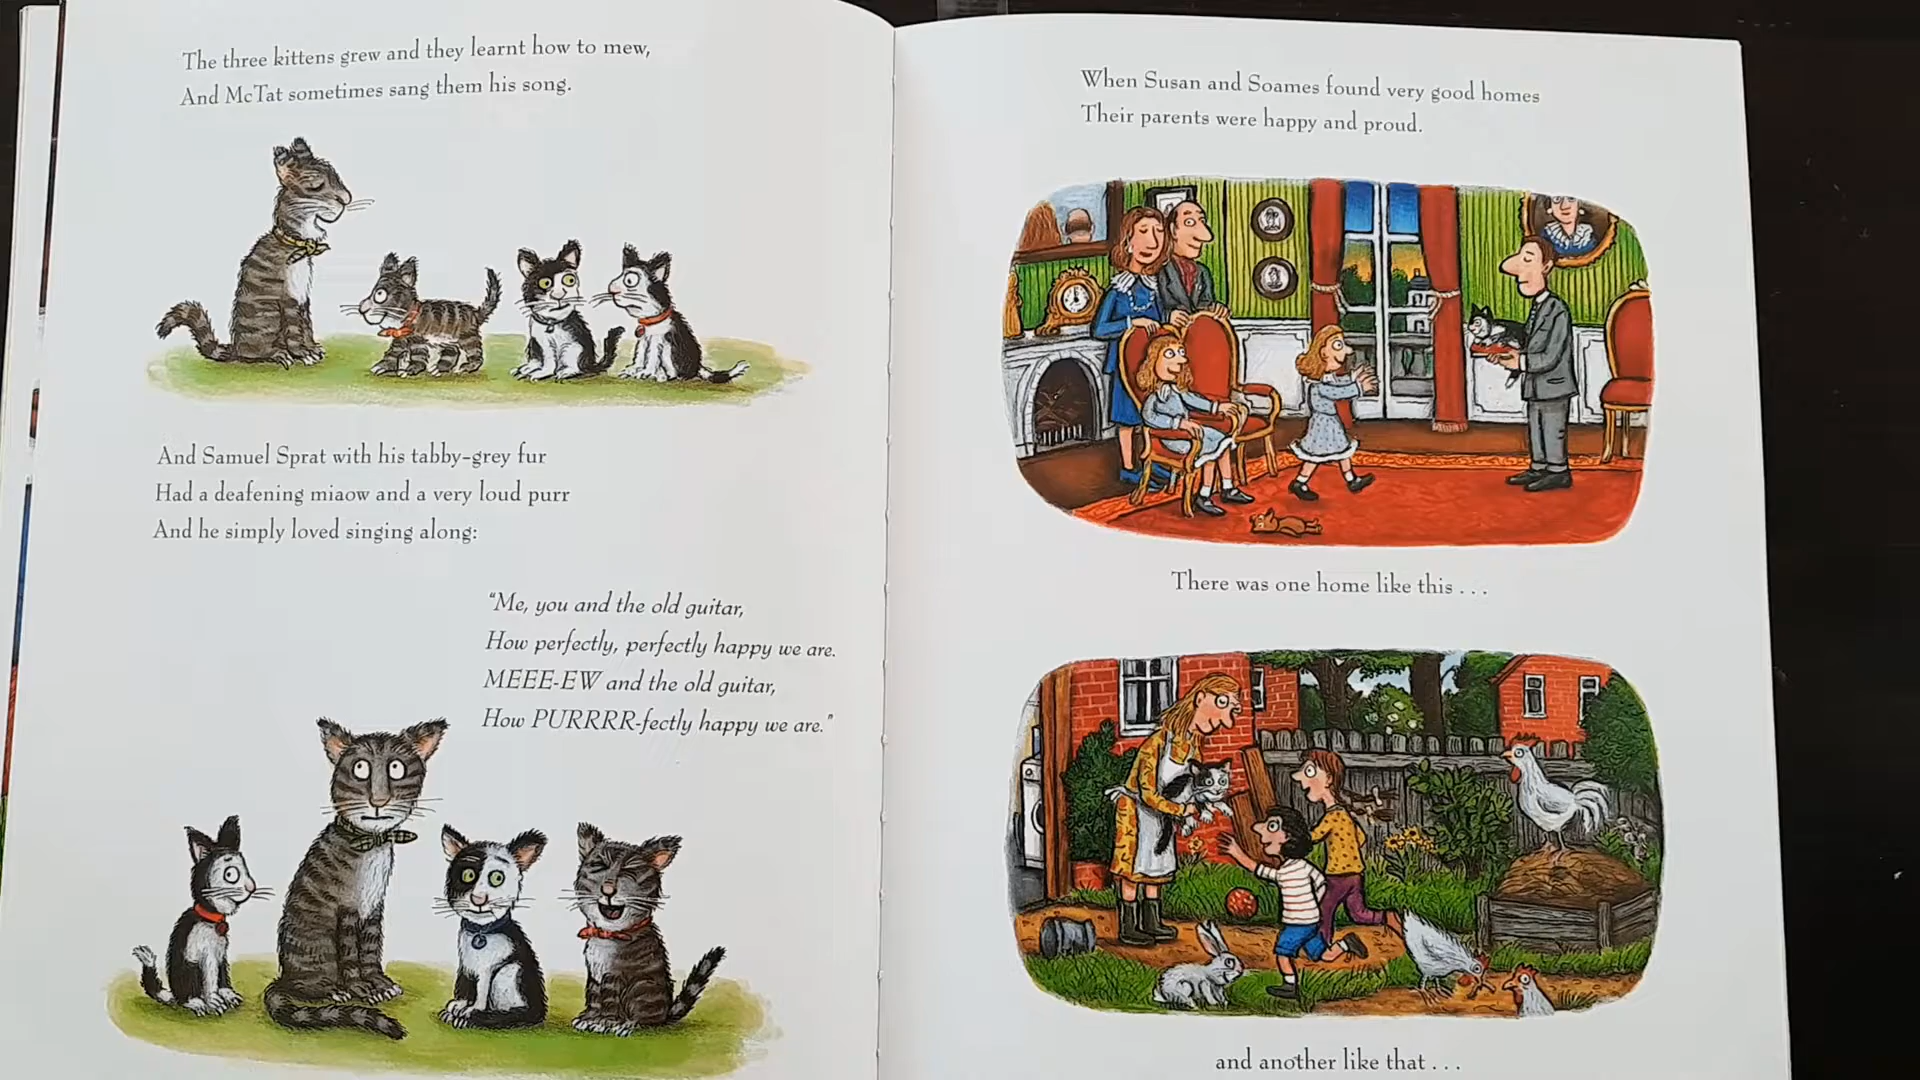 The three kittens grew and they learnt how to mew,
And McTat sometimes sang them his song.
And Samuel Sprat with his tabby-grey fur
Had a deafening miaow and a very loud purr
And he simply loved singing along:
"Me, you and the old guitar,
How perfectly, perfectly happy we are.
MEEE-EW and the old guitar,
How PURRRR-fectly happy we are."
When Susan and Soames found very good homes
Their parents were happy and proud.
There was one home like this . . .
and another like that . . .